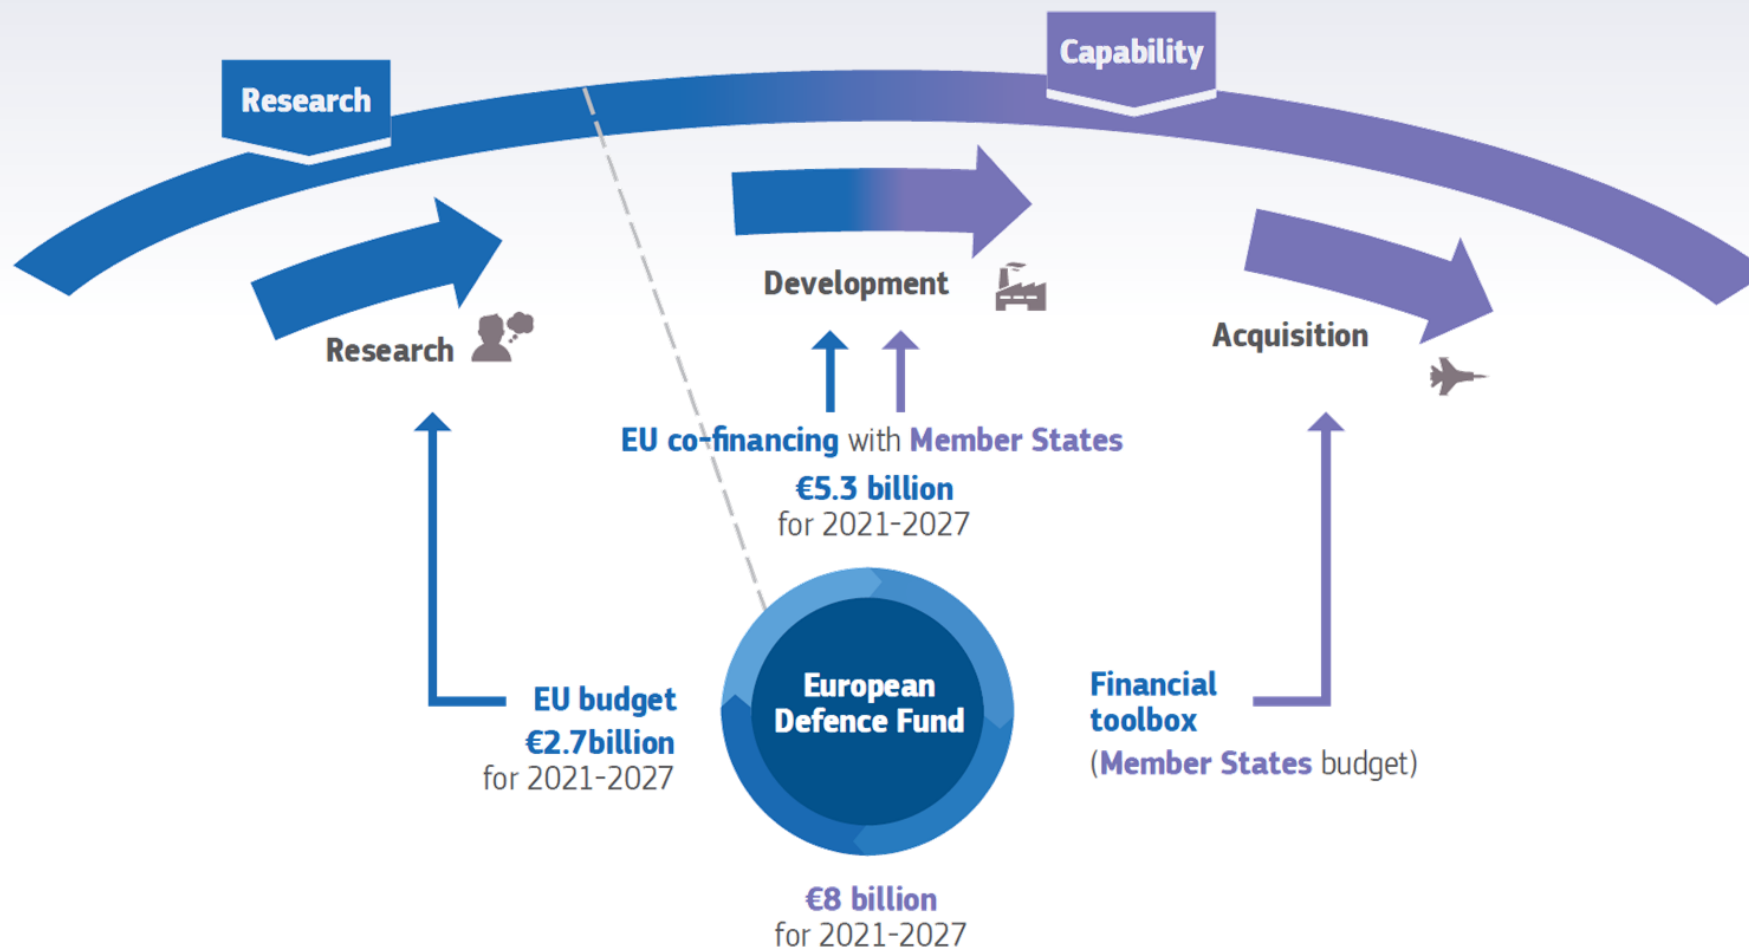 Research
Capability
Research
Development
Acquisition
EU co-financing with Member States
€5.3 billion
for 2021-2027
EU budget
€2.7billion
for 2021-2027
European
Defence Fund
Financial
toolbox
(Member States budget)
€8 billion
for 2021-2027